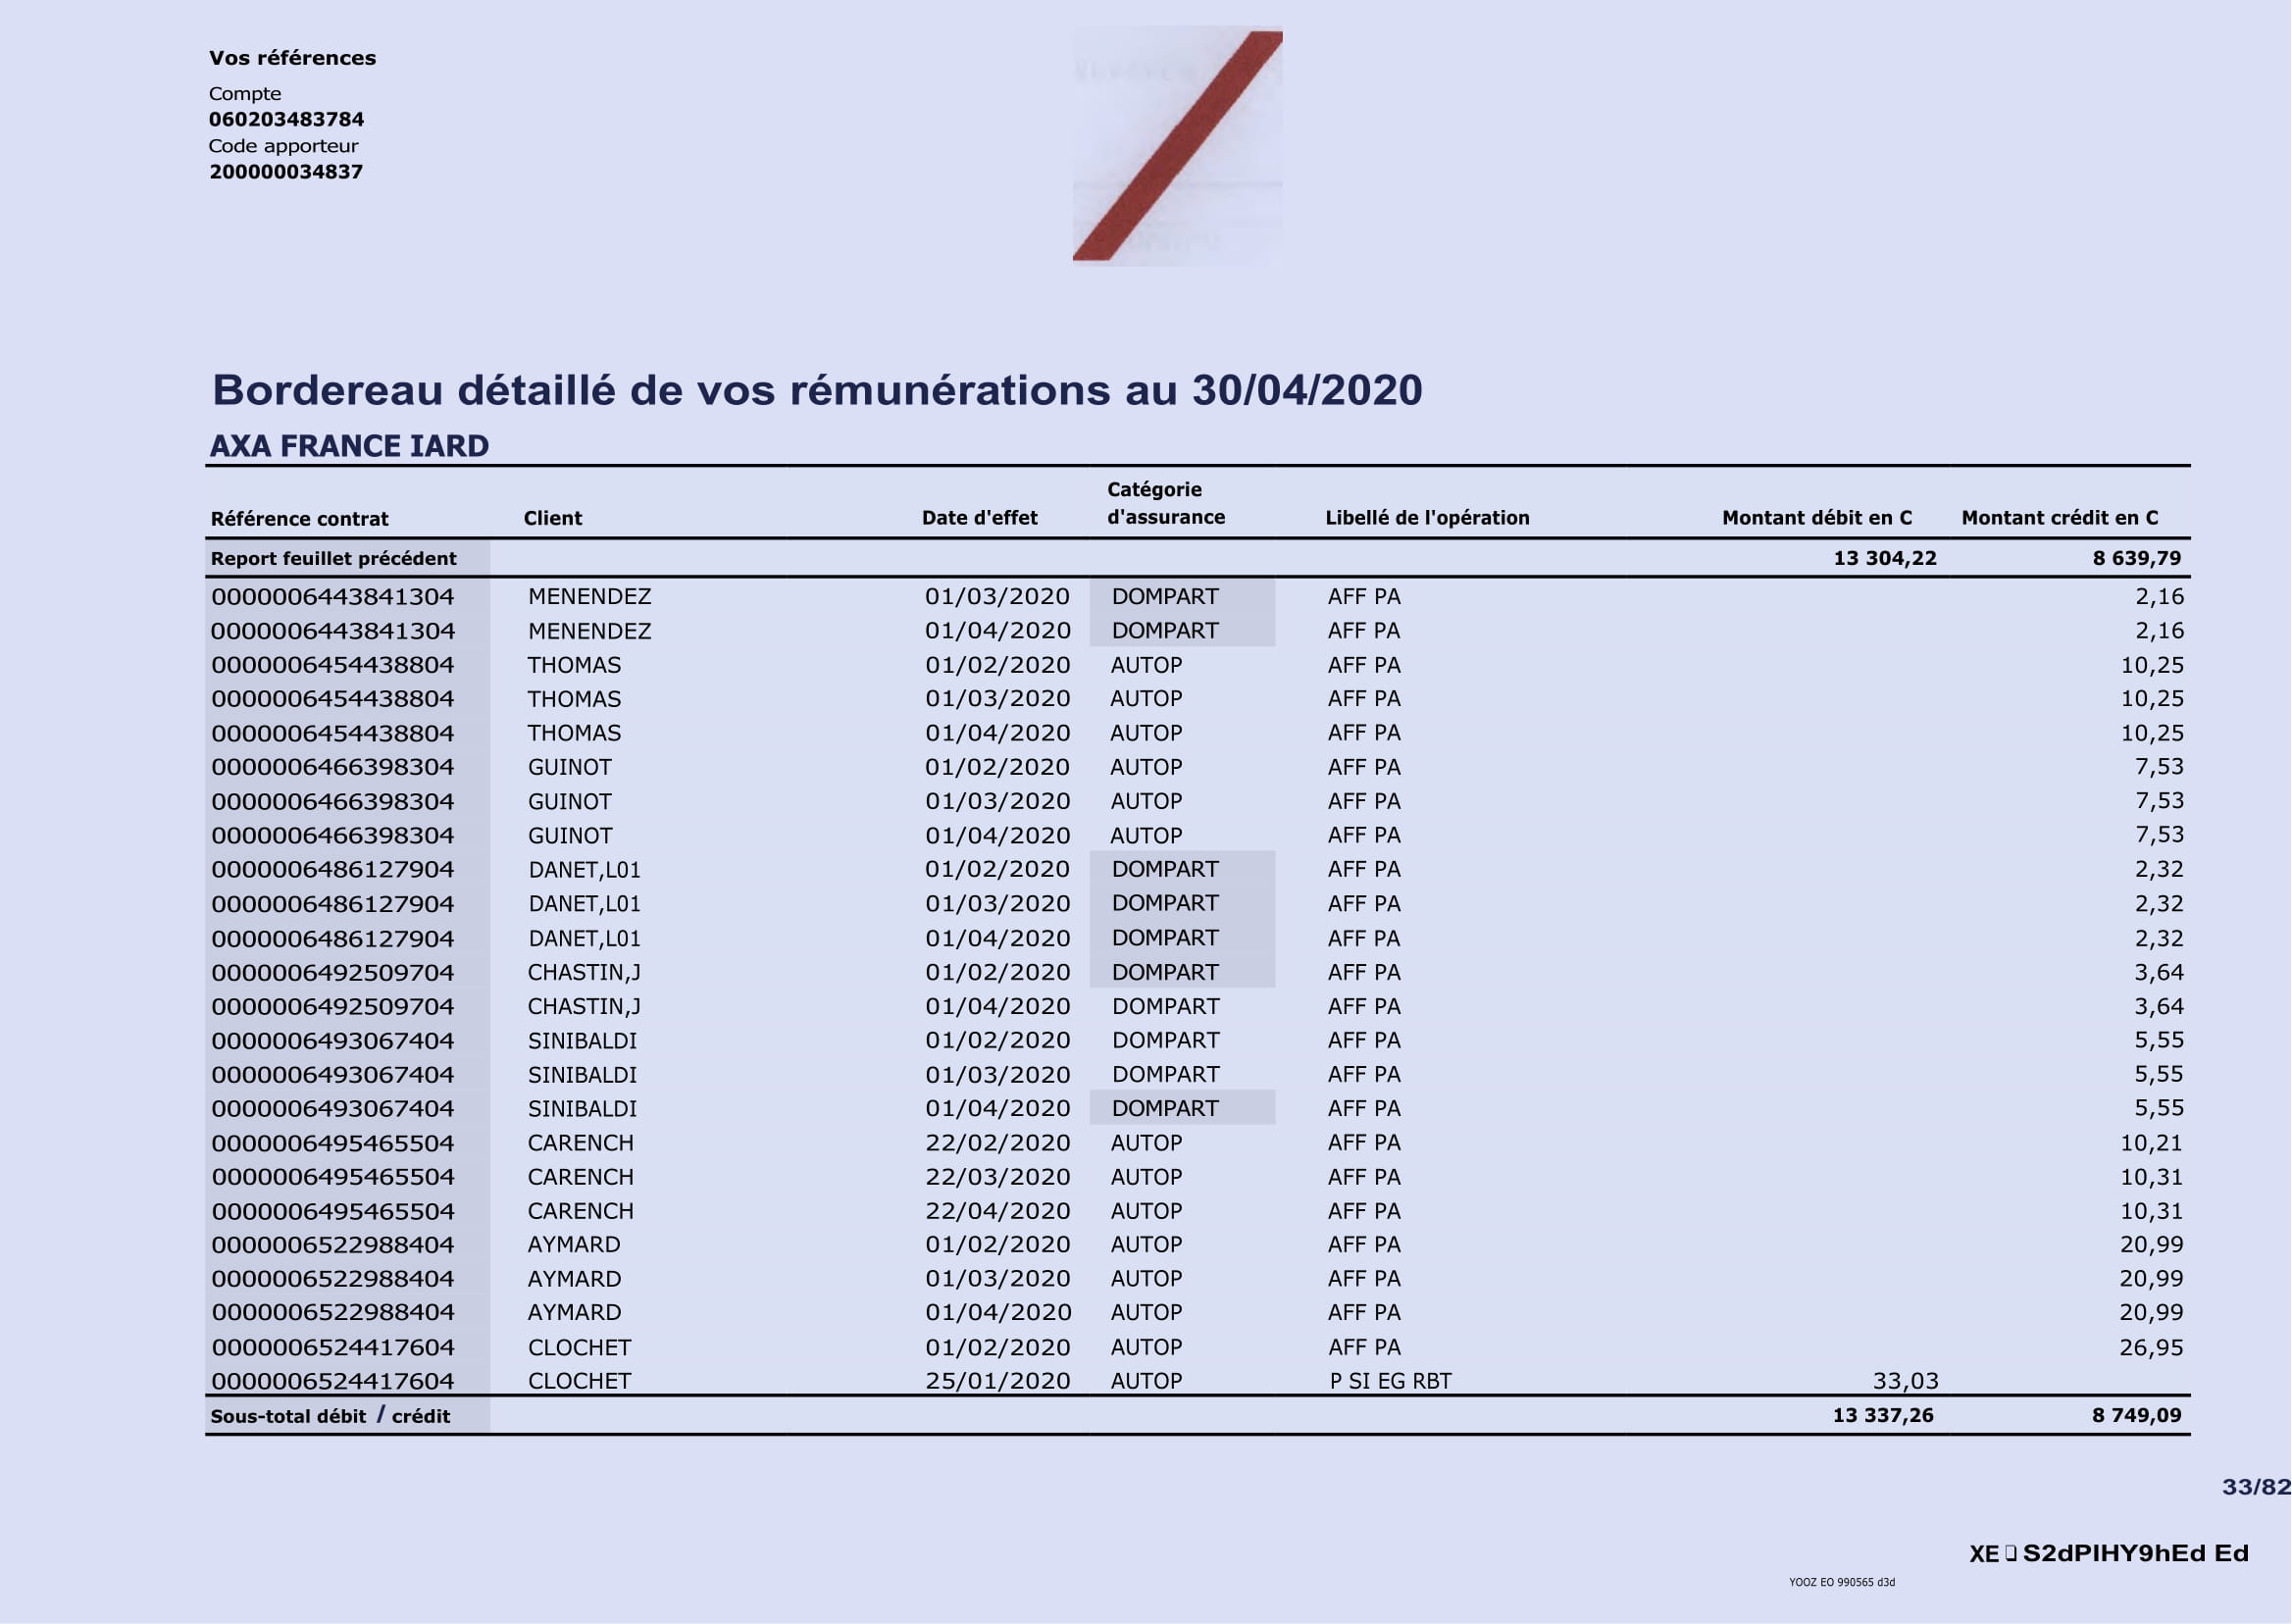 Vos références
Compte
060203483784
Code apporteur
200000034837
Bordereau détaillé de vos rémunérations au 30/04/2020
AXA FRANCE IARD
Référence contrat Client Date d'effet Catégorie d'assurance Libellé de l'opération Montant débit en C Montant crédit en C
Report feuillet précédent 13 304,22 8 639,79
0000006443841304 MENENDEZ 01/03/2020 DOMPART AFF PA 2,16
0000006443841304 MENENDEZ 01/04/2020 DOMPART AFF PA 2,16
0000006454438804 THOMAS 01/02/2020 AUTOP AFF PA 10,25
0000006454438804 THOMAS 01/03/2020 AUTOP AFF PA 10,25
0000006454438804 THOMAS 01/04/2020 AUTOP AFF PA 10,25
0000006466398304 GUINOT 01/02/2020 AUTOP AFF PA 7,53
0000006466398304 GUINOT 01/03/2020 AUTOP AFF PA 7,53
0000006466398304 GUINOT 01/04/2020 AUTOP AFF PA 7,53
0000006486127904 DANET,L01 01/02/2020 DOMPART AFF PA 2,32
0000006486127904 DANET,L01 01/03/2020 DOMPART AFF PA 2,32
0000006486127904 DANET,L01 01/04/2020 DOMPART AFF PA 2,32
0000006492509704 CHASTIN,J 01/02/2020 DOMPART AFF PA 3,64
0000006492509704 CHASTIN,J 01/04/2020 DOMPART AFF PA 3,64
0000006493067404 SINIBALDI 01/02/2020 DOMPART AFF PA 5,55
0000006493067404 SINIBALDI 01/03/2020 DOMPART AFF PA 5,55
0000006493067404 SINIBALDI 01/04/2020 DOMPART AFF PA 5,55
0000006495465504 CARENCH 22/02/2020 AUTOP AFF PA 10,21
0000006495465504 CARENCH 22/03/2020 AUTOP AFF PA 10,31
0000006495465504 CARENCH 22/04/2020 AUTOP AFF PA 10,31
0000006522988404 AYMARD 01/02/2020 AUTOP AFF PA 20,99
0000006522988404 AYMARD 01/03/2020 AUTOP AFF PA 20,99
0000006522988404 AYMARD 01/04/2020 AUTOP AFF PA 20,99
0000006524417604 CLOCHET 01/02/2020 AUTOP AFF PA 26,95
0000006524417604 CLOCHET 25/01/2020 AUTOP P SI EG RBT 33,03
Sous-total débit / crédit 13 337,26 8 749,09
33/82
XE S2dPIHY9hEd Ed
YOOZ EO 990565 d3d